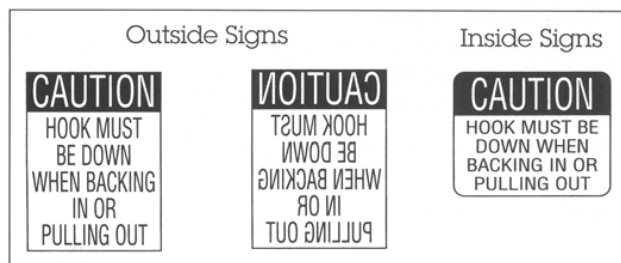 Outside Signs
Inside Signs
CAUTION
HOOK MUST
BE DOWN
WHEN BACKING
IN OR
PULLING OUT
CAUTION
HOOK MUST
BE DOWN
WHEN BACKING
IN OR
PULLING OUT
CAUTION
HOOK MUST BE
DOWN WHEN
BACKING IN OR
PULLING OUT